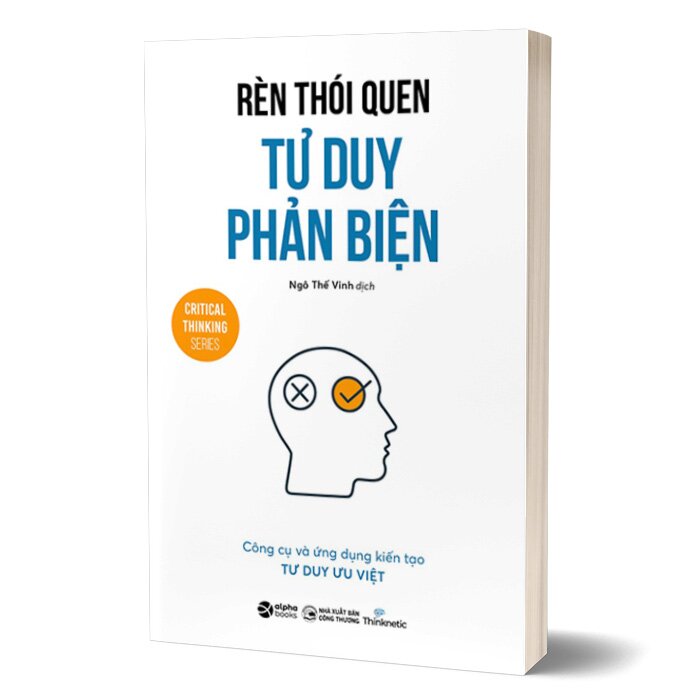 RÈN THÓI QUEN
TƯ DUY
PHẢN BIỆN
Ngô Thế Vinh dịch
CRITICAL
THINKING
SERIES
Công cụ và ứng dụng kiến tạo
TƯ DUY ƯU VIỆT
alpha
books
NHÀ XUẤT BẢN
CÔNG THƯƠNG
Thinknetic